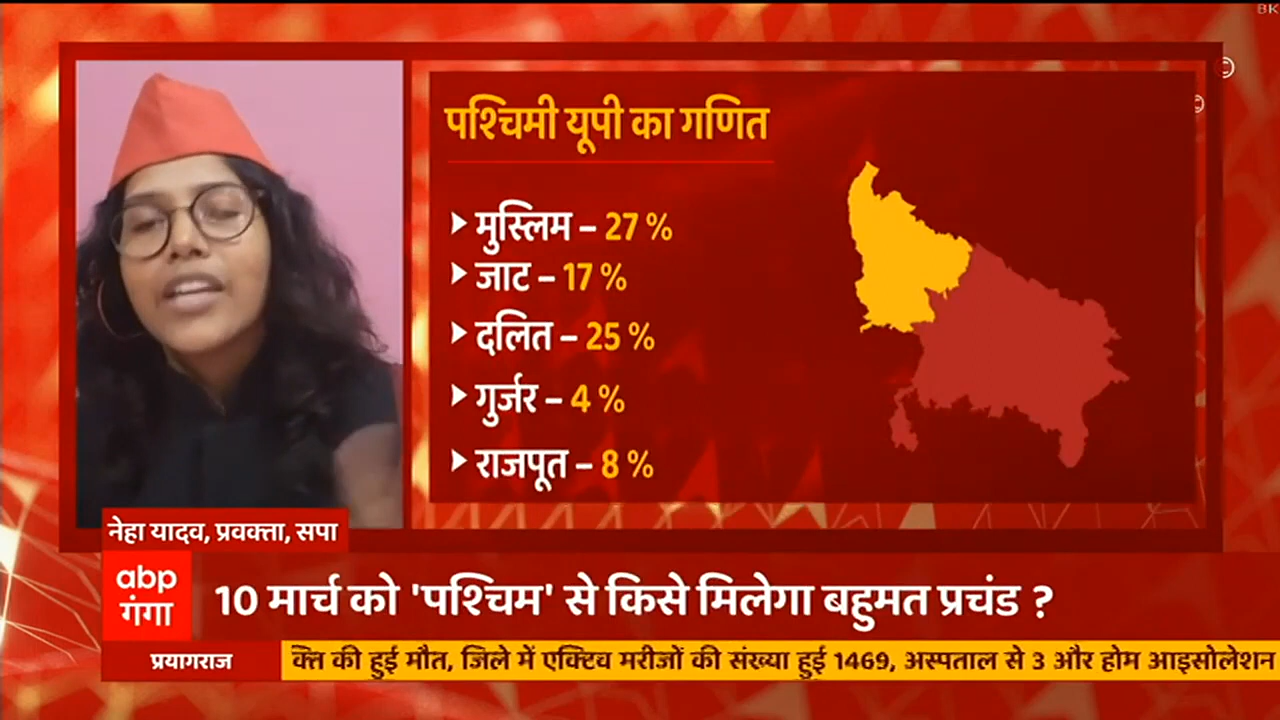 BK
©
©
पश्चिमी यूपी का गणित
मुस्लिम – 27 %
जाट – 17 %
दलित – 25 %
गुर्जर – 4 %
राजपूत – 8 %
नेहा यादव, प्रवक्ता, सपा
abp
गंगा
10 मार्च को 'पश्चिम' से किसे मिलेगा बहुमत प्रचंड ?
प्रयागराज
क्ति की हुई मौत, जिले में एक्टिव मरीजों की संख्या हुई 1469, अस्पताल से 3 और होम आइसोलेशन